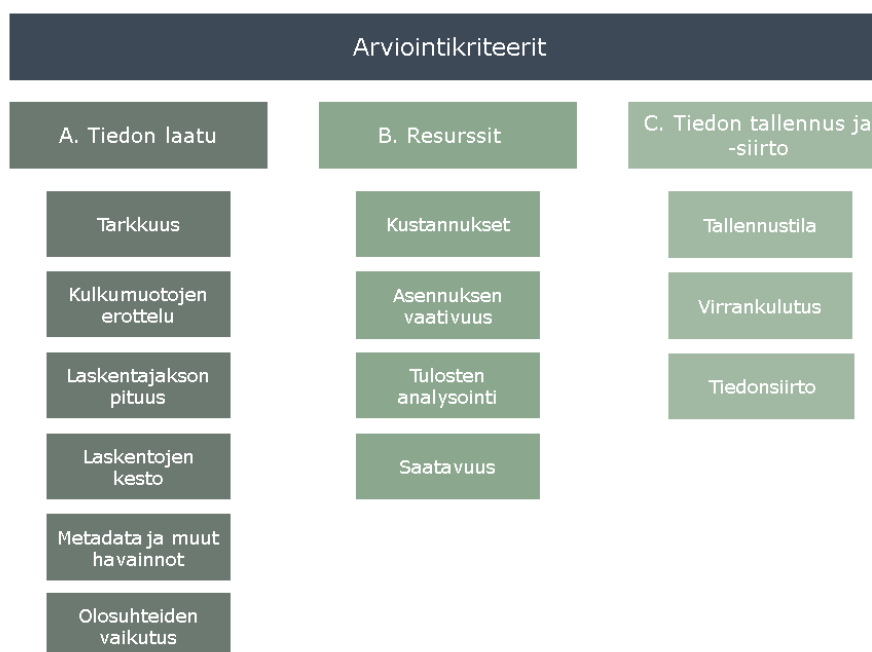 Arviointikriteerit
A. Tiedon laatu
Tarkkuus
Kulkumuotojen
erottelu
Laskentajakson
pituus
Laskentojen
kesto
Metadata ja muut
havainnot
Olosuhteiden
vaikutus
B. Resurssit
Kustannukset
Asennuksen
vaativuus
Tulosten
analysointi
Saatavuus
C. Tiedon tallennus ja
-siirto
Tallennustila
Virrankulutus
Tiedonsiirto